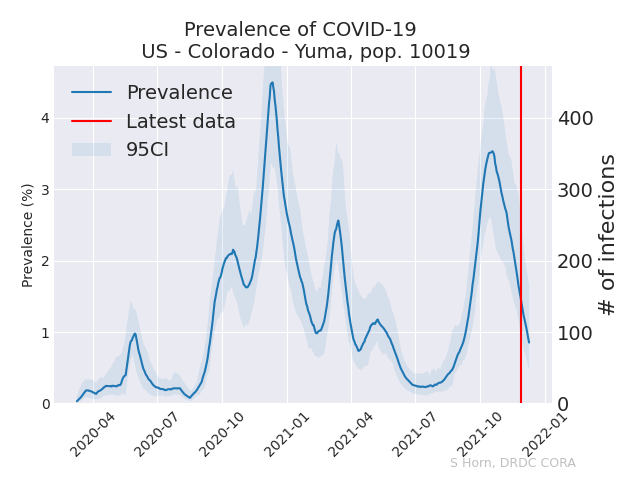 Prevalence of COVID-19
US - Colorado - Yuma, pop. 10019
Prevalence
Latest data
95CI
Prevalence (%)
4
3
2
1
0
400
300
200
100
0
# of infections
2020-04
2020-07
2020-10
2021-01
2021-04
2021-07
2021-10
2022-01
S Horn, DRDC CORA